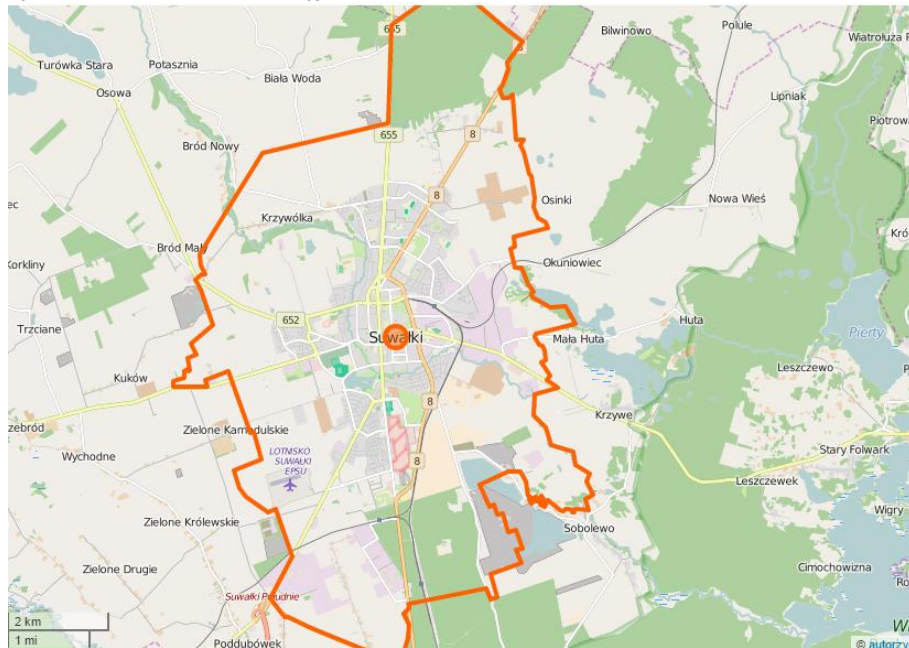 655
Bilwinowo
Polule
Wiatrołuża
Turówka Stara
Potasznia
Biała Woda
Osowa
Lipniak
655
8
Piotrowa
Bród Nowy
8
Osinki
Nowa Wieś
Krzywólka
Bród Mały
Korkliny
Okuniowiec
652
Huta
Trzciane
Suwałki
Mała Huta
Pierty
Leszczewo
Kuków
8
Krzywe
Zielone Kamedulskie
Wychodne
LOTNISKO
SUWAŁKI
EPSU
8
Stary Folwark
Leszczewek
Wigry
Zielone Królewskie
Sobolewo
Zielone Drugie
Cimochowizna
Suwałki Południe
2 km
1 mi
Poddubówek
© autorzy